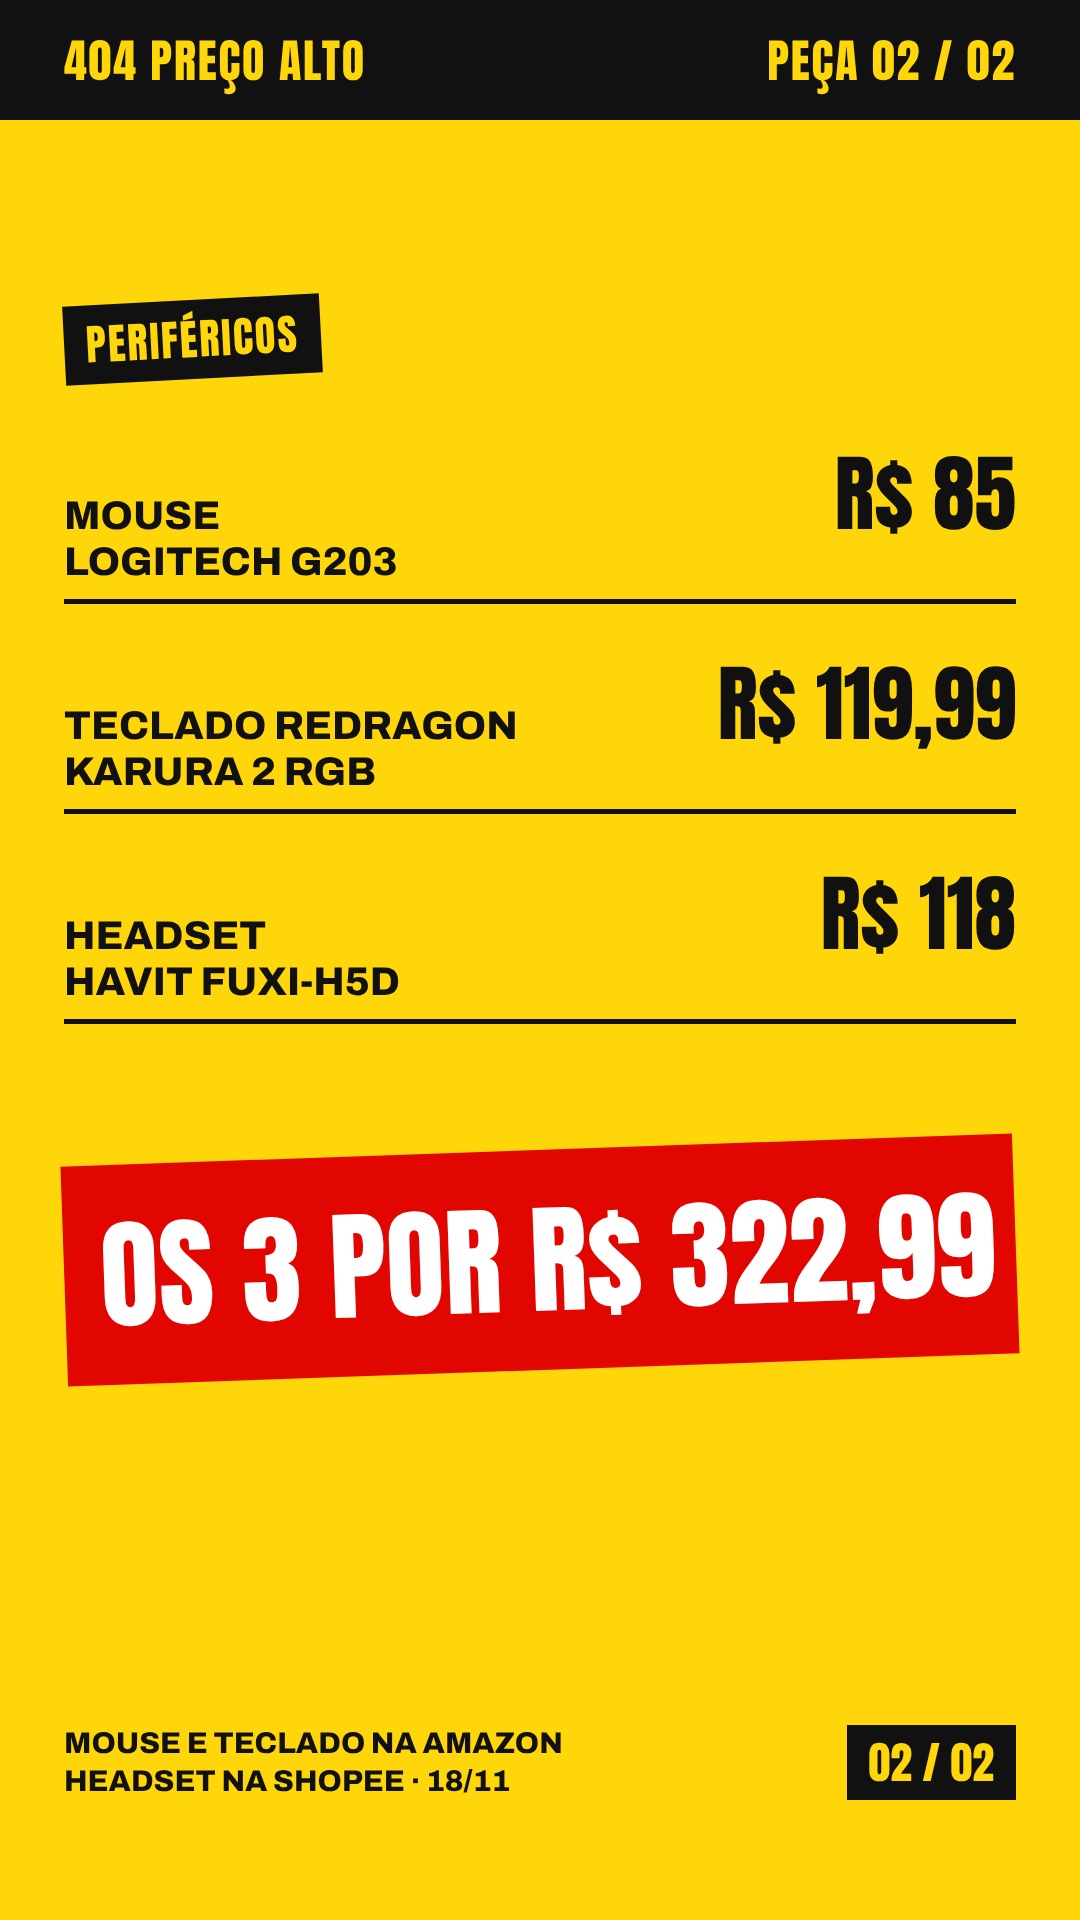 404 PREÇO ALTO
PEÇA 02 / 02
PERIFÉRICOS
MOUSE
LOGITECH G203
R$ 85
TECLADO REDRAGON
KARURA 2 RGB
R$ 119,99
HEADSET
HAVIT FUXI-H5D
R$ 118
OS 3 POR R$ 322,99
MOUSE E TECLADO NA AMAZON
HEADSET NA SHOPEE · 18/11
02 / 02